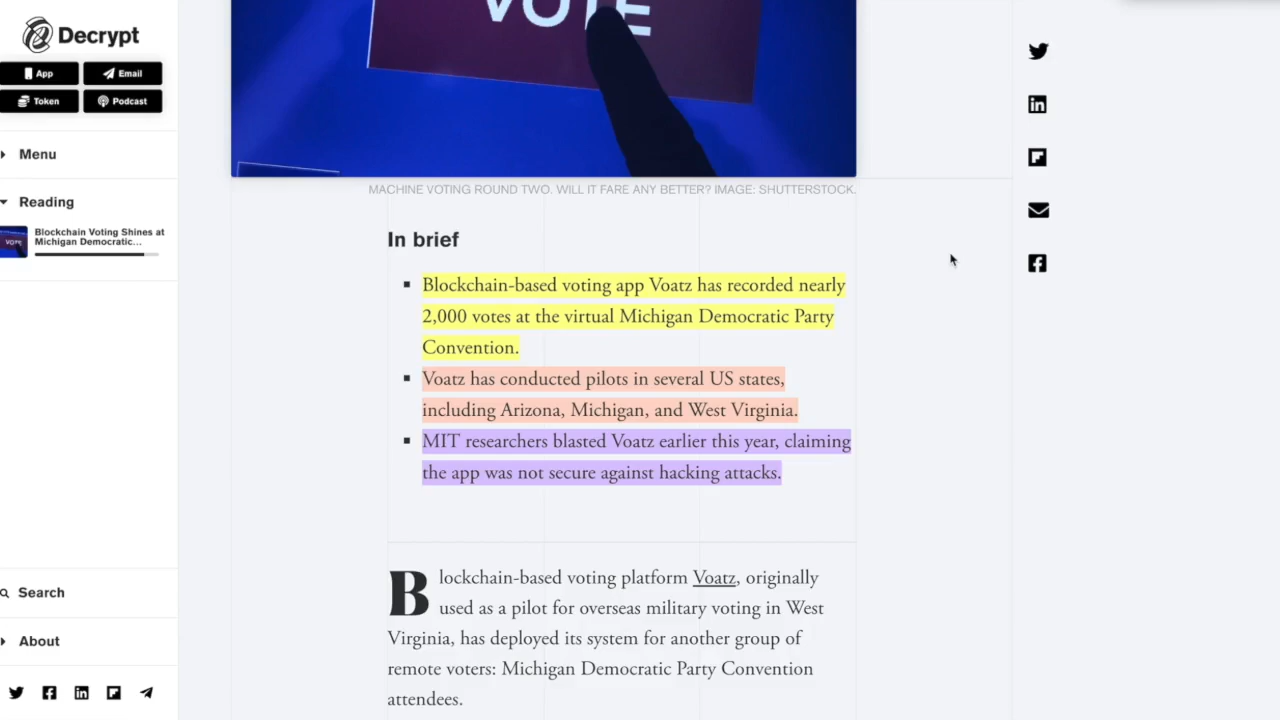 Decrypt
App
Email
Token
Podcast
Menu
Reading
VOTE
Blockchain Voting Shines at
Michigan Democratic...
Search
About
VOTE
MACHINE VOTING ROUND TWO. WILL IT FARE ANY BETTER? IMAGE: SHUTTERSTOCK.
In brief
Blockchain-based voting app Voatz has recorded nearly
2,000 votes at the virtual Michigan Democratic Party
Convention.
Voatz has conducted pilots in several US states,
including Arizona, Michigan, and West Virginia.
MIT researchers blasted Voatz earlier this year, claiming
the app was not secure against hacking attacks.
Blockchain-based voting platform Voatz, originally
used as a pilot for overseas military voting in West
Virginia, has deployed its system for another group of
remote voters: Michigan Democratic Party Convention
attendees.